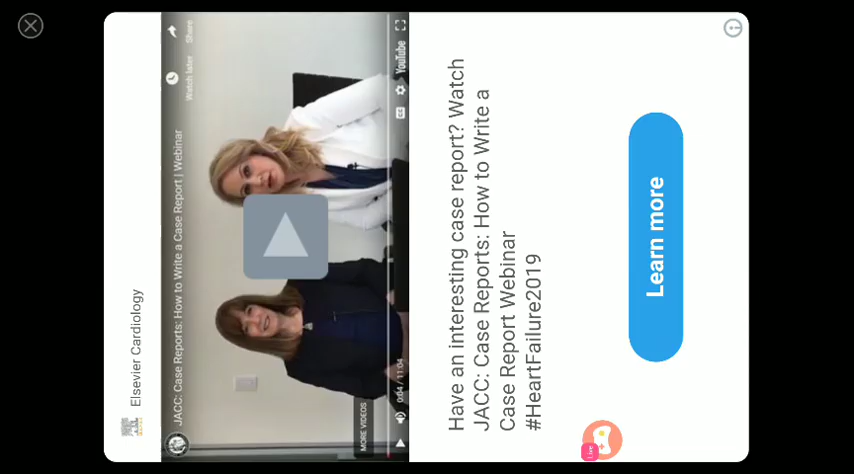 Elsevier Cardiology
JACC: Case Reports: How to Write a Case Report | Webinar
Watch later
Share
MORE VIDEOS
0:04 / 11:04
CC
YouTube
Have an interesting case report? Watch
JACC: Case Reports: How to Write a
Case Report Webinar
#HeartFailure2019
Learn more
Live